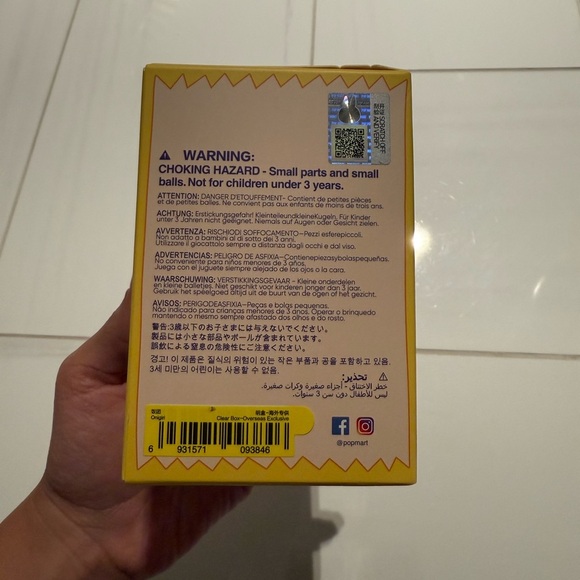 SCRATCH OFF
AND VERIFY
WARNING:
CHOKING HAZARD - Small parts and small
balls. Not for children under 3 years.
ATTENTION: DANGER D'ETOUFFEMENT- Contient de petites pièces
et de petites balles. Ne convient pas aux enfants de moins de trois ans.
ACHTUNG: Erstickungsgefahr! KleinteileundkleineKugeln, Für Kinder
unter 3 Jahren nicht geeignet. Niemals auf Augen oder Gesicht zielen.
AVVERTENZA: RISCHIODI SOFFOCAMENTO-Pezzi esferepiccoli.
Non adatto a bambini al di sotto dei 3 anni.
Utilizzare il giocattolo sempre a distanza dagli occhi e dal viso.
ADVERTENCIAS: PELIGRO DE ASFIXIA-Contienepiezasybolaspequeñas.
No conveniente para niños menores de 3 años.
Juega con el juguete siempre alejado de los ojos o la cara.
WAARSCHUWING: VERSTIKKINGSGEVAAR - Kleine onderdelen
en kleine balletjes. Niet geschikt voor kinderen jonger dan 3 jaar.
Gebruik het speelgoed altijd uit de buurt van de ogen of het gezicht.
AVISOS: PERIGODEASFIXIA-Peças e bolas pequenas.
Não indicado para crianças menores de 3 anos. Operar o brinquedo
mantendo o mesmo sempre afastado dos olhos e do rosto.
警告:3歳以下のお子さまには与えないでください。
製品には小さな部品やボールが含まれています。
誤飲による窒息の危険性にご注意ください。
경고! 이 제품은 질식의 위험이 있는 작은 부품과 공을 포함하고 있음.
3세 미만의 어린이는 사용할 수 없음.
تحذير:
خطر الاختناق - أجزاء صغيرة وكرات صغيرة.
ليس للأطفال دون سن 3 سنوات.
Onigiri
明盒-海外专供
Clear Box-Overseas Exclusive
6 931571 093846
@popmart